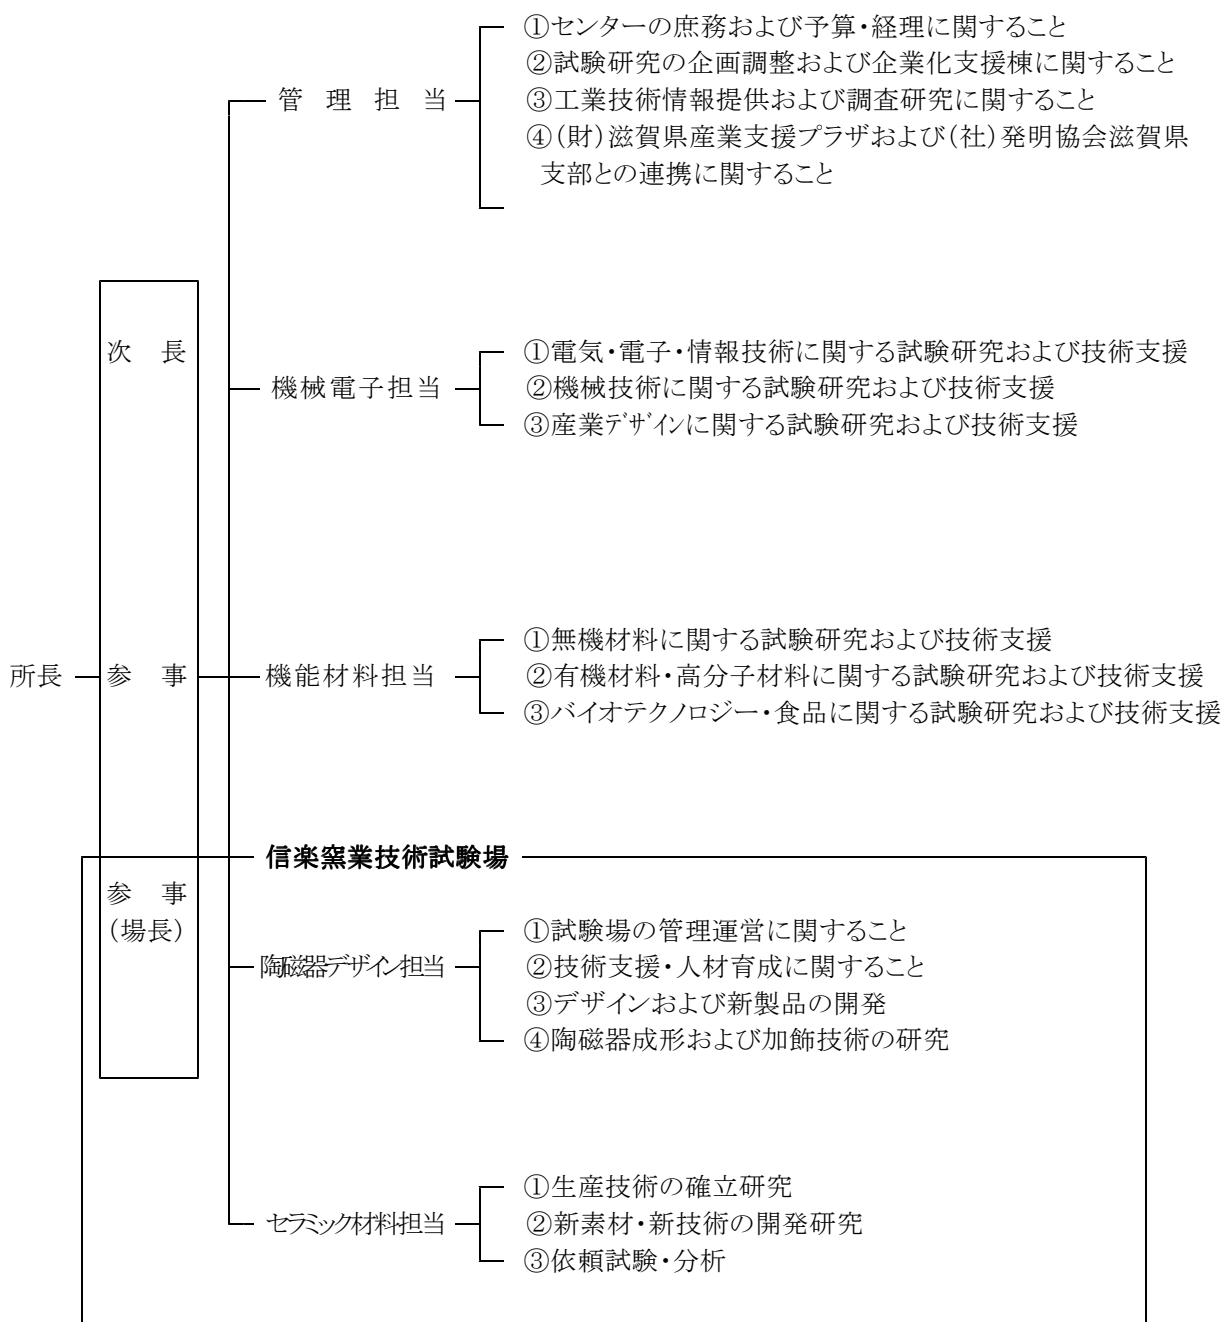 ①センターの庶務および予算・経理に関すること
②試験研究の企画調整および企業化支援棟に関すること
管理担当
③工業技術情報提供および調査研究に関すること
④(財)滋賀県産業支援プラザおよび(社)発明協会滋賀県
支部との連携に関すること
次長
①電気・電子・情報技術に関する試験研究および技術支援
機械電子担当
②機械技術に関する試験研究および技術支援
③産業ﾃﾞｻﾞｲﾝに関する試験研究および技術支援
①無機材料に関する試験研究および技術支援
所長
参事
機能材料担当
②有機材料・高分子材料に関する試験研究および技術支援
③バイオテクノロジー・食品に関する試験研究および技術支援
信楽窯業技術試験場
参事
(場長)
①試験場の管理運営に関すること
陶磁器デザイン担当
②技術支援・人材育成に関すること
③デザインおよび新製品の開発
④陶磁器成形および加飾技術の研究
①生産技術の確立研究
セラミック材料担当
②新素材・新技術の開発研究
③依頼試験・分析